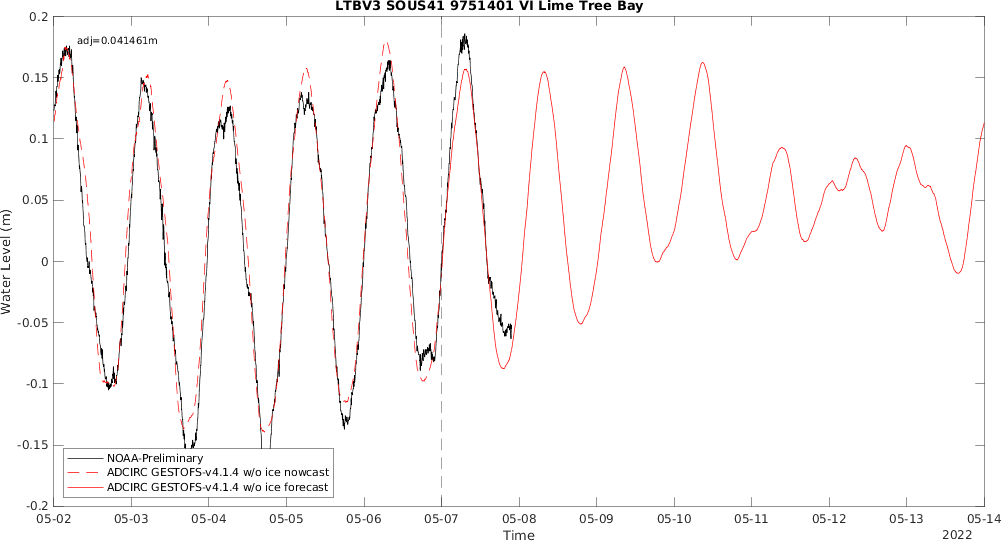 LTBV3 SOUS41 9751401 VI Lime Tree Bay
adj=0.041461m
0.2
0.15
0.1
0.05
0
-0.05
-0.1
-0.15
-0.2
Water Level (m)
NOAA-Preliminary
ADCIRC GESTOFS-v4.1.4 w/o ice nowcast
ADCIRC GESTOFS-v4.1.4 w/o ice forecast
05-02 05-03 05-04 05-05 05-06 05-07 05-08 05-09 05-10 05-11 05-12 05-13 05-14
Time
2022